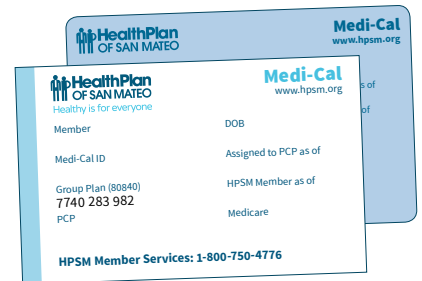 HealthPlan
OF SAN MATEO
Medi-Cal
www.hpsm.org
s of
of
HealthPlan
OF SAN MATEO
Healthy is for everyone
Medi-Cal
www.hpsm.org
Member
DOB
Medi-Cal ID
Assigned to PCP as of
Group Plan (80840)
7740 283 982
HPSM Member as of
PCP
Medicare
HPSM Member Services: 1-800-750-4776